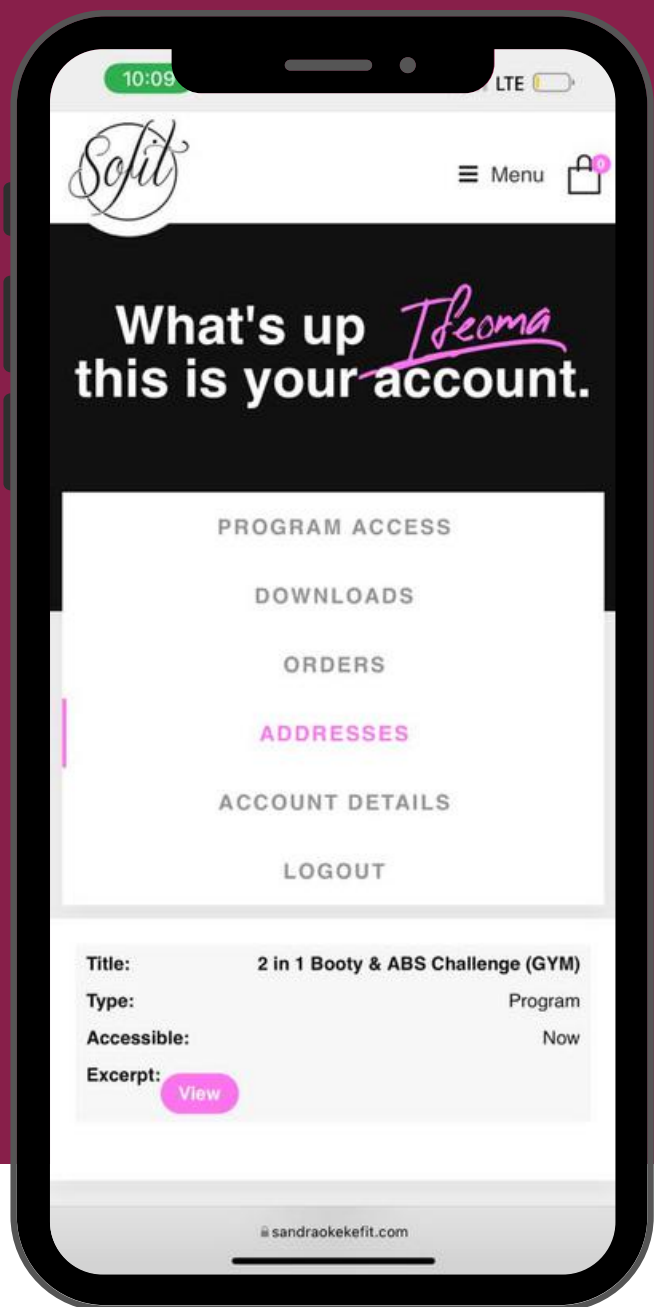 10:09
LTE
Sofit
Menu
0
What's up Ifeoma
this is your account.
PROGRAM ACCESS
DOWNLOADS
ORDERS
ADDRESSES
ACCOUNT DETAILS
LOGOUT
Title: 2 in 1 Booty & ABS Challenge (GYM)
Type: Program
Accessible: Now
Excerpt: View
sandraokekefit.com